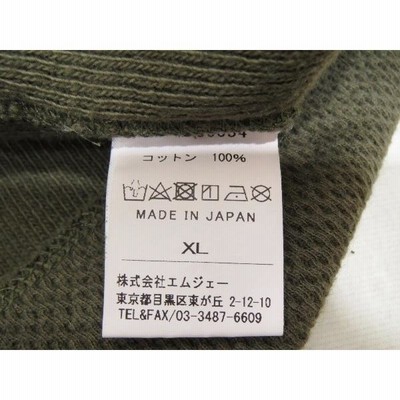 コットン 100%
MADE IN JAPAN
XL
株式会社エムジェー
東京都目黒区東が丘 2-12-10
TEL&FAX/03-3487-6609